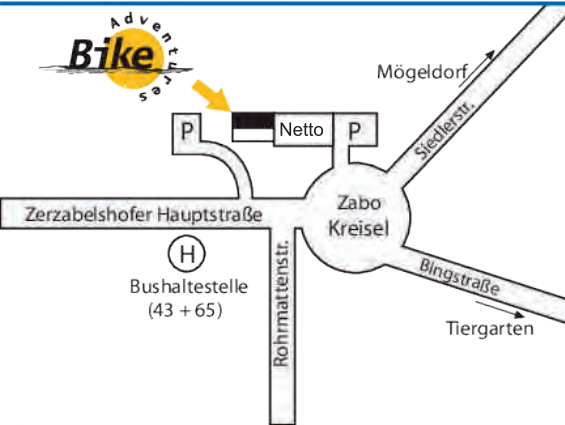 Bike
Adventures
Mögeldorf
Siedlerstr.
P
Netto
P
Zabo
Kreisel
Zerzabelshofer Hauptstraße
H
Bushaltestelle
(43 + 65)
Rohrmattenstr.
Bingstraße
Tiergarten